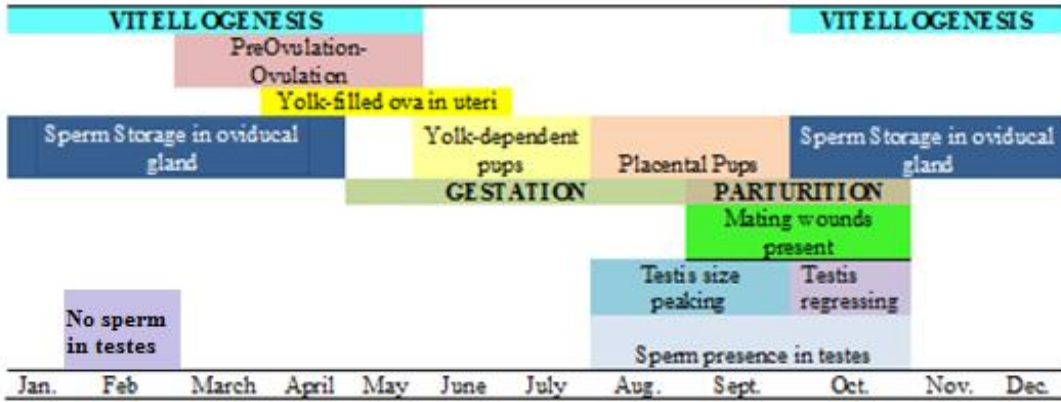 VITELLOGENESIS VITELLOGENESIS
PreOvulation-
Ovulation
Yolk-filled ova in uteri
Sperm Storage in oviducal
gland
Yolk-dependent
pups
Placental Pups
Sperm Storage in oviducal
gland
GESTATION PARTURITION
Mating wounds
present
Testis size
peaking
Testis
regressing
No sperm
in testes
Sperm presence in testes
Jan. Feb March April May June July Aug. Sept. Oct. Nov. Dec.